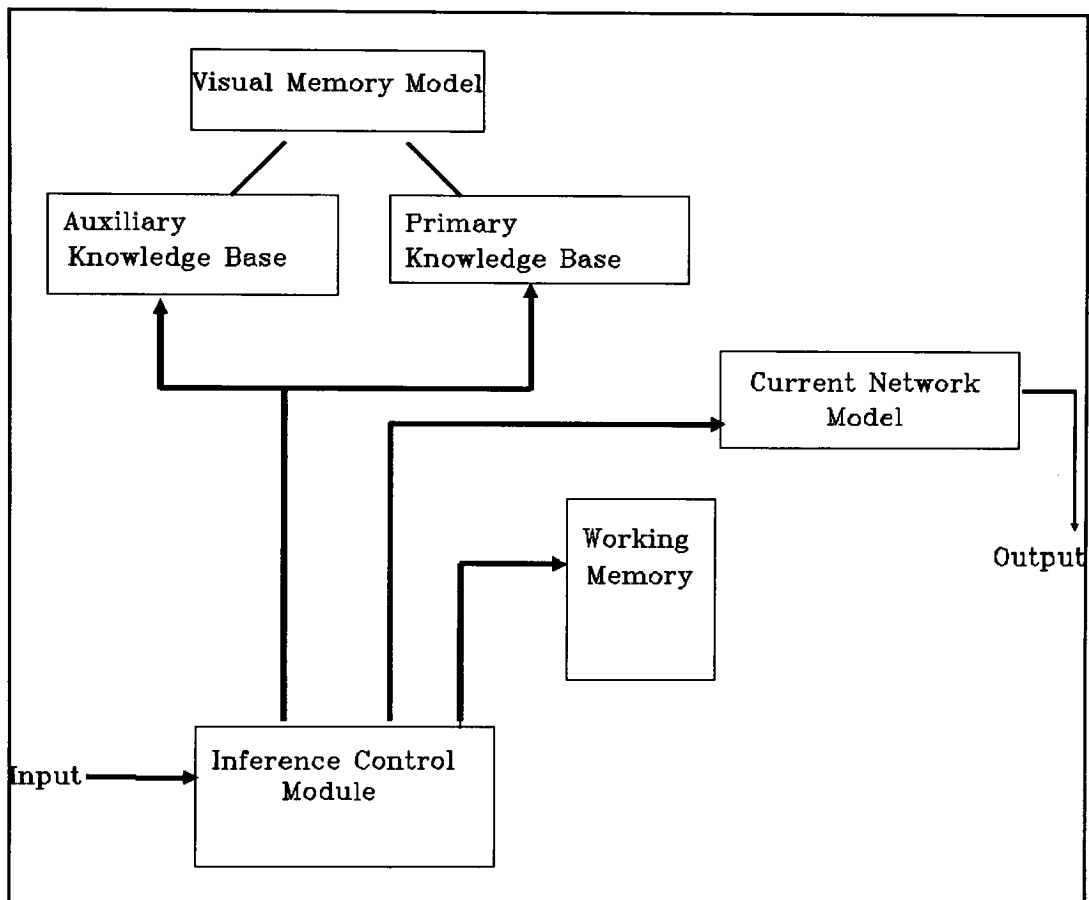 Visual Memory Model
Auxiliary
Knowledge Base
Primary
Knowledge Base
Current Network
Model
Working
Memory
Output
Input
Inference Control
Module